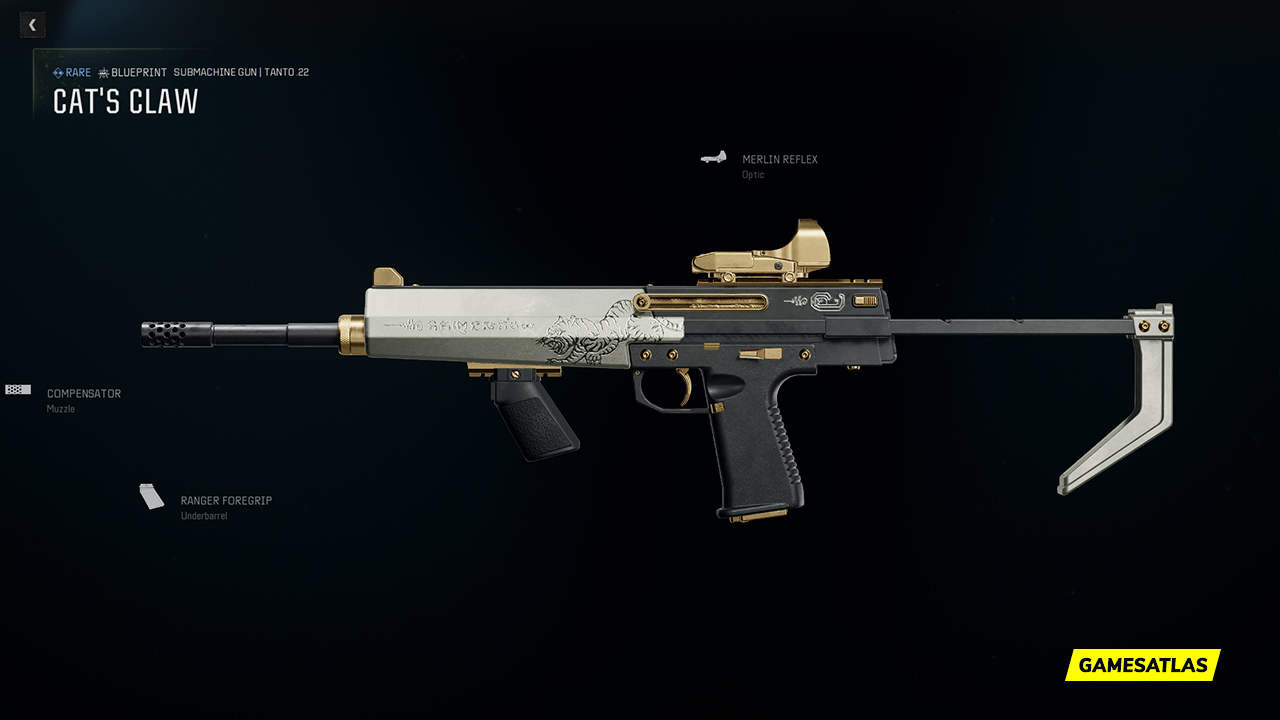 RARE BLUEPRINT SUBMACHINE GUN | TANTO .22
CAT'S CLAW
MERLIN REFLEX
Optic
COMPENSATOR
Muzzle
RANGER FOREGRIP
Underbarrel
GAMESATLAS